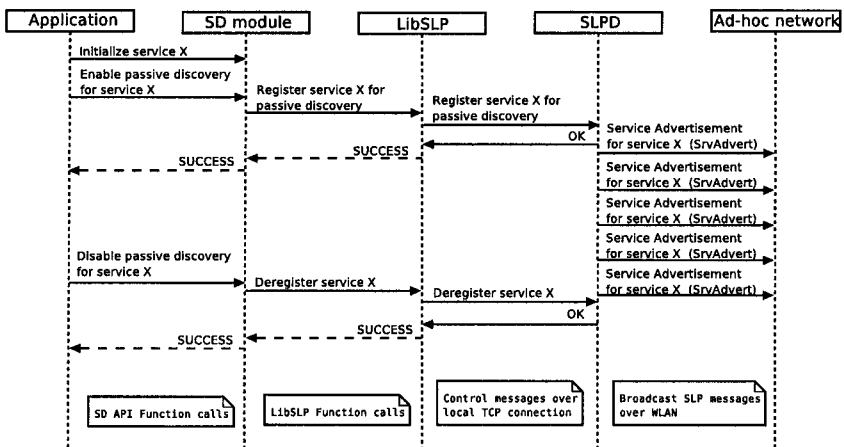 Application
SD module
LibSLP
SLPD
Ad-hoc network
Initialize service X
Enable passive discovery
for service X
Register service X for
passive discovery
Register service X for
passive discovery
OK
Service Advertisement
for service X (SrvAdvert)
SUCCESS
SUCCESS
Service Advertisement
for service X (SrvAdvert)
Service Advertisement
for service X (SrvAdvert)
Service Advertisement
for service X (SrvAdvert)
Disable passive discovery
for service X
Service Advertisement
for service X (SrvAdvert)
Deregister service X
Deregister service X
OK
SUCCESS
SUCCESS
SD API Function calls
LibSLP Function calls
Control messages over
local TCP connection
Broadcast SLP messages
over WLAN